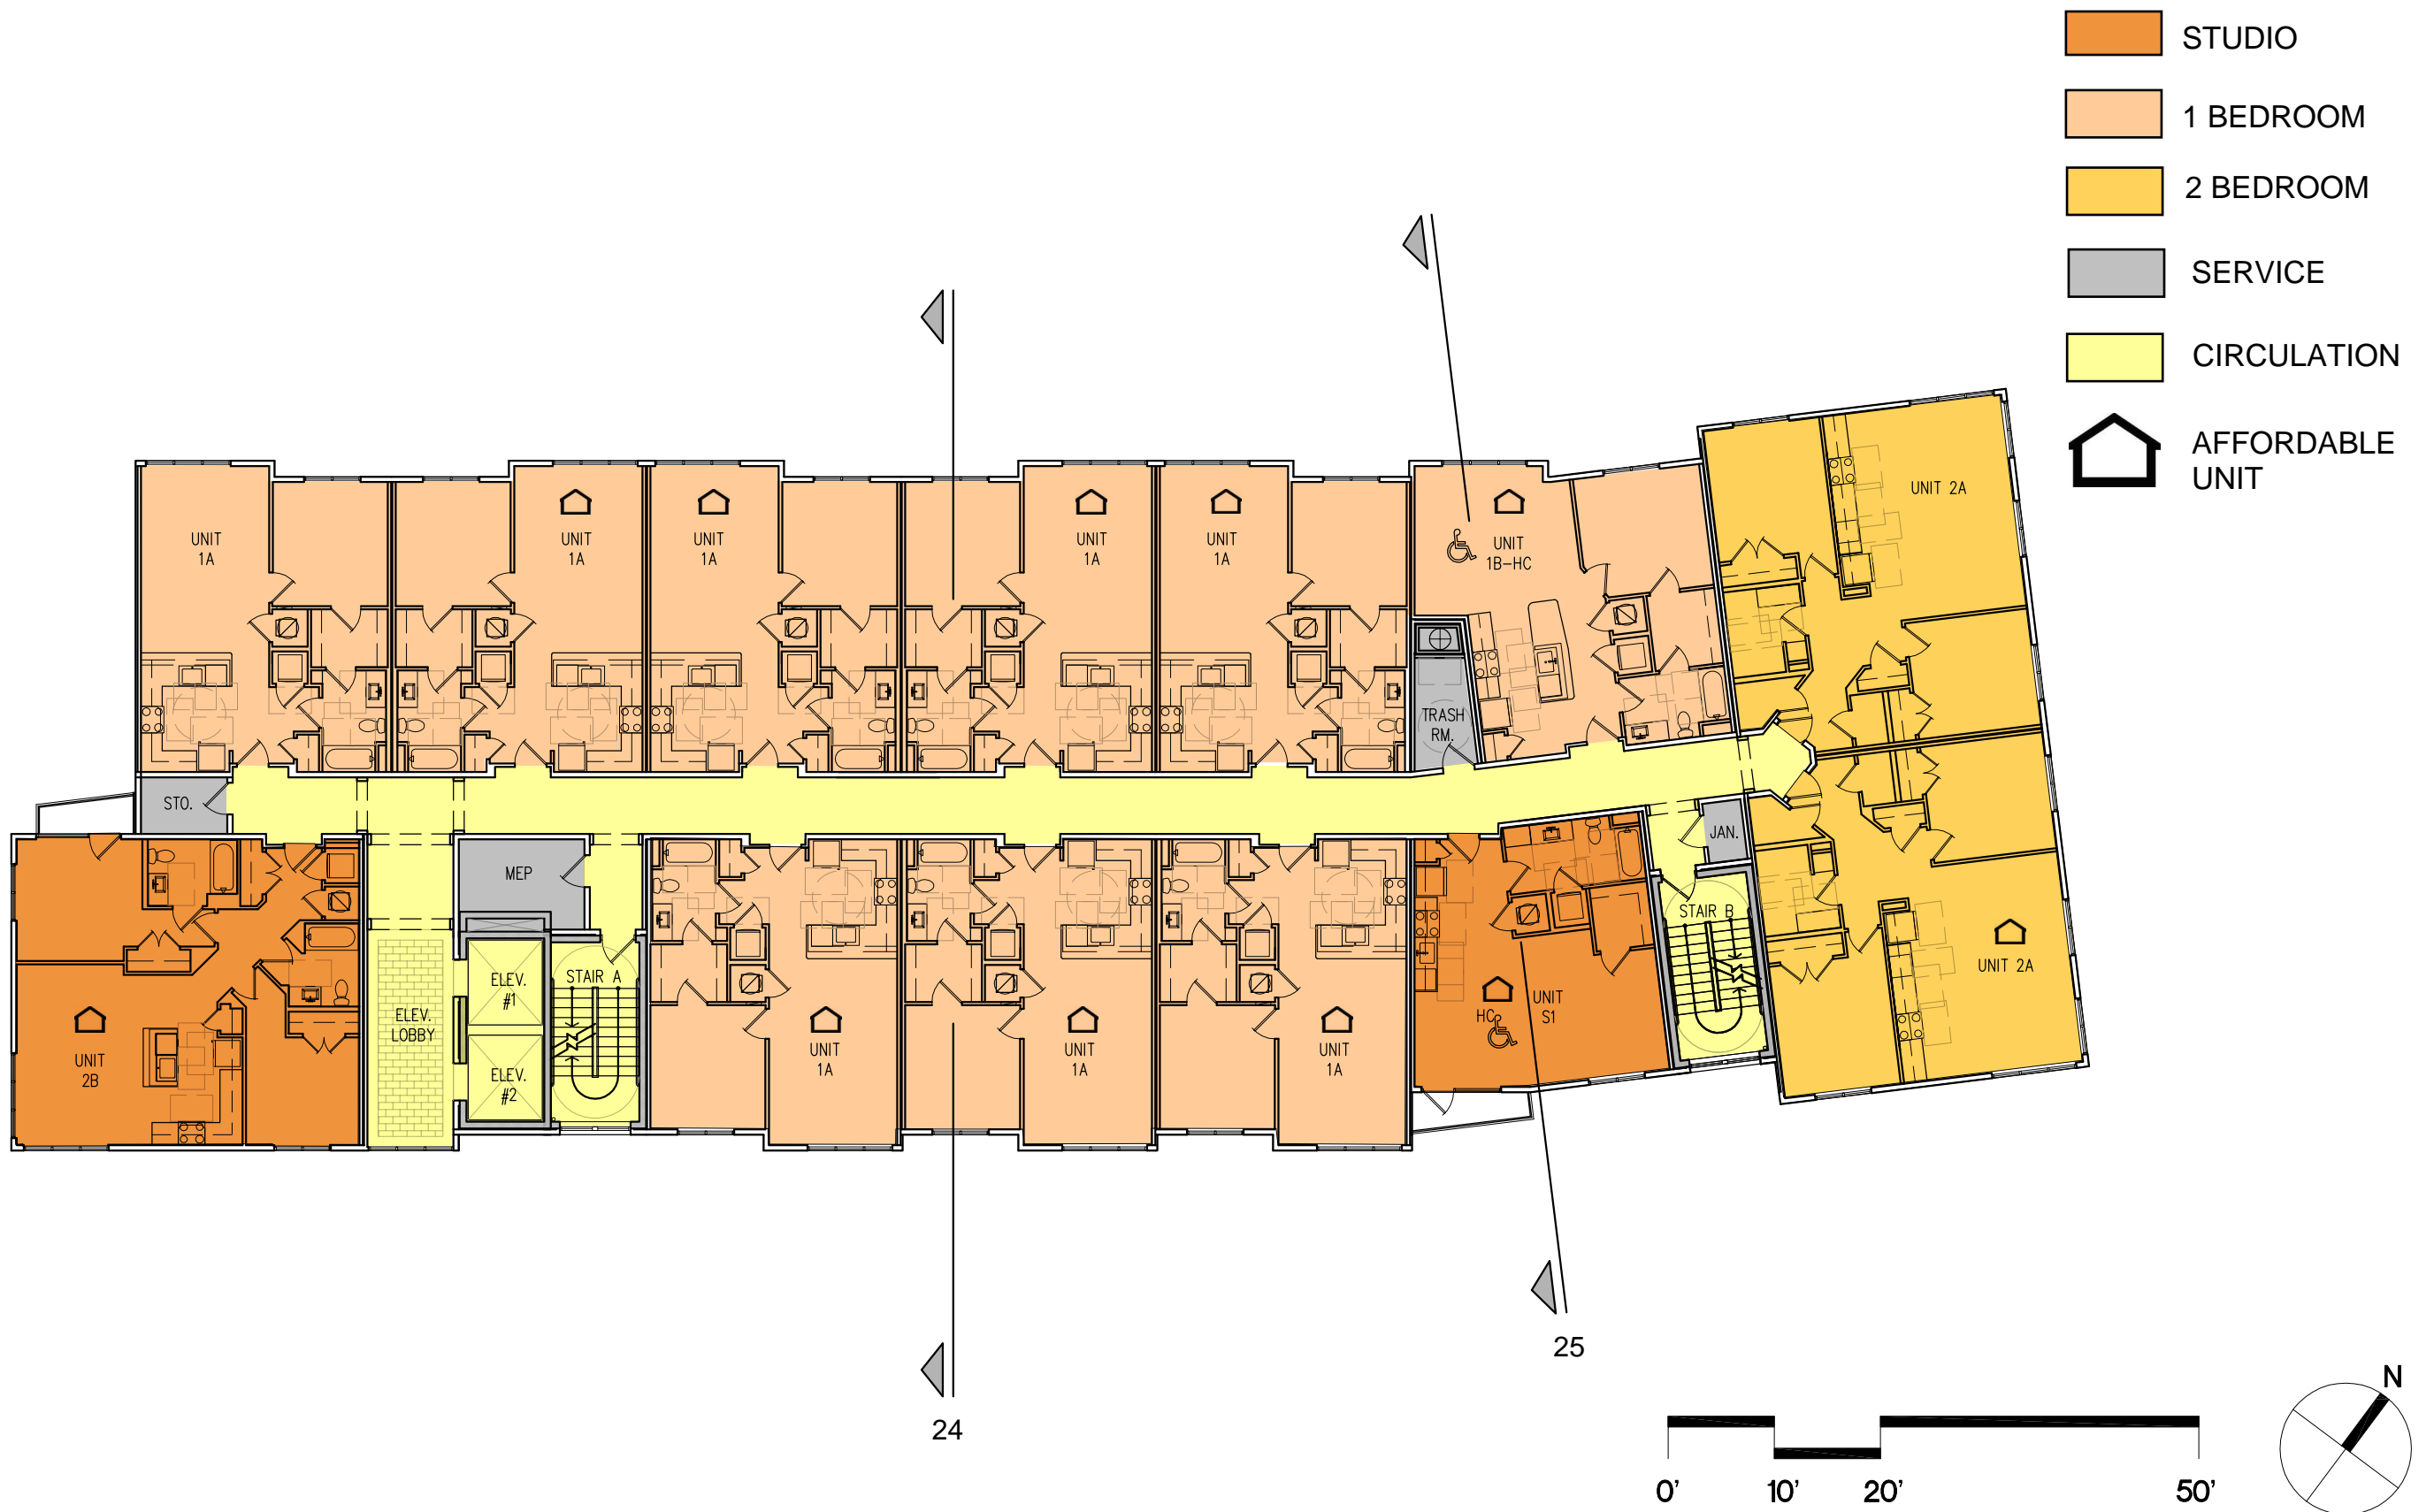 STUDIO
1 BEDROOM
2 BEDROOM
SERVICE
CIRCULATION
AFFORDABLE
UNIT
UNIT 2A
UNIT
1A
UNIT
1A
UNIT
1A
UNIT
1A
UNIT
1A
UNIT
1B-HC
TRASH
RM.
STO.
JAN.
MEP
STAIR B
UNIT 2A
STAIR A
ELEV.
#1
ELEV.
LOBBY
ELEV.
#2
UNIT
2B
UNIT
1A
UNIT
1A
UNIT
1A
HC
UNIT
S1
25
24
N
0'
10'
20'
50'